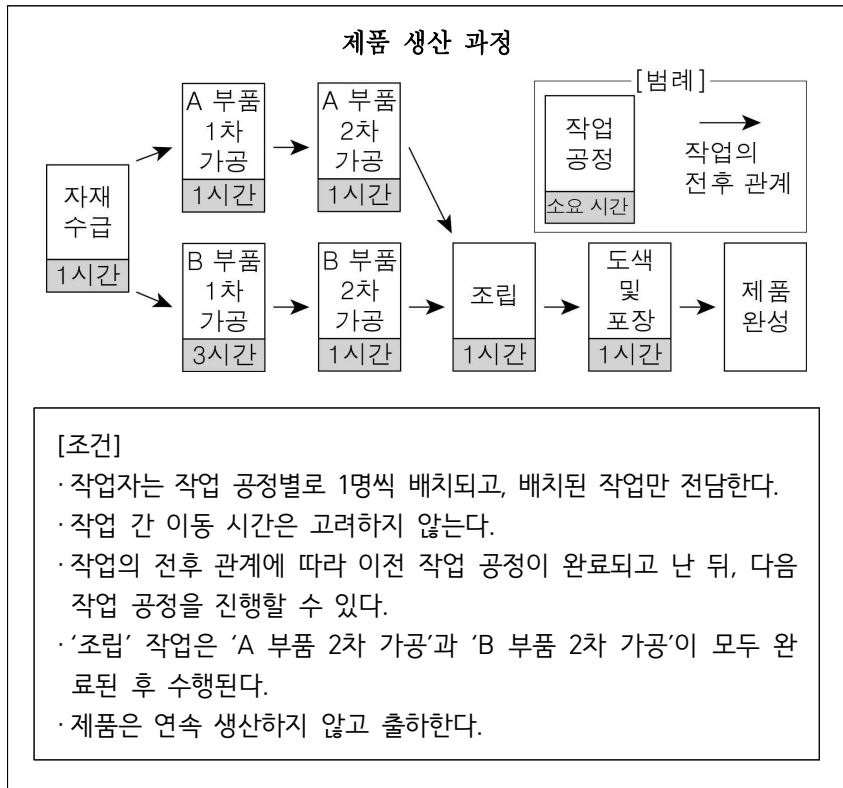 제품 생산 과정
A 부품
1차
가공
1시간
A 부품
2차
가공
1시간
[범례]
작업
공정
소요 시간
작업의
전후 관계
자재
수급
1시간
B 부품
1차
가공
3시간
B 부품
2차
가공
1시간
조립
1시간
도색
및
포장
1시간
제품
완성
[조건]
· 작업자는 작업 공정별로 1명씩 배치되고, 배치된 작업만 전담한다.
· 작업 간 이동 시간은 고려하지 않는다.
· 작업의 전후 관계에 따라 이전 작업 공정이 완료되고 난 뒤, 다음
작업 공정을 진행할 수 있다.
· ‘조립’ 작업은 ‘A 부품 2차 가공’과 ‘B 부품 2차 가공’이 모두 완
료된 후 수행된다.
· 제품은 연속 생산하지 않고 출하한다.